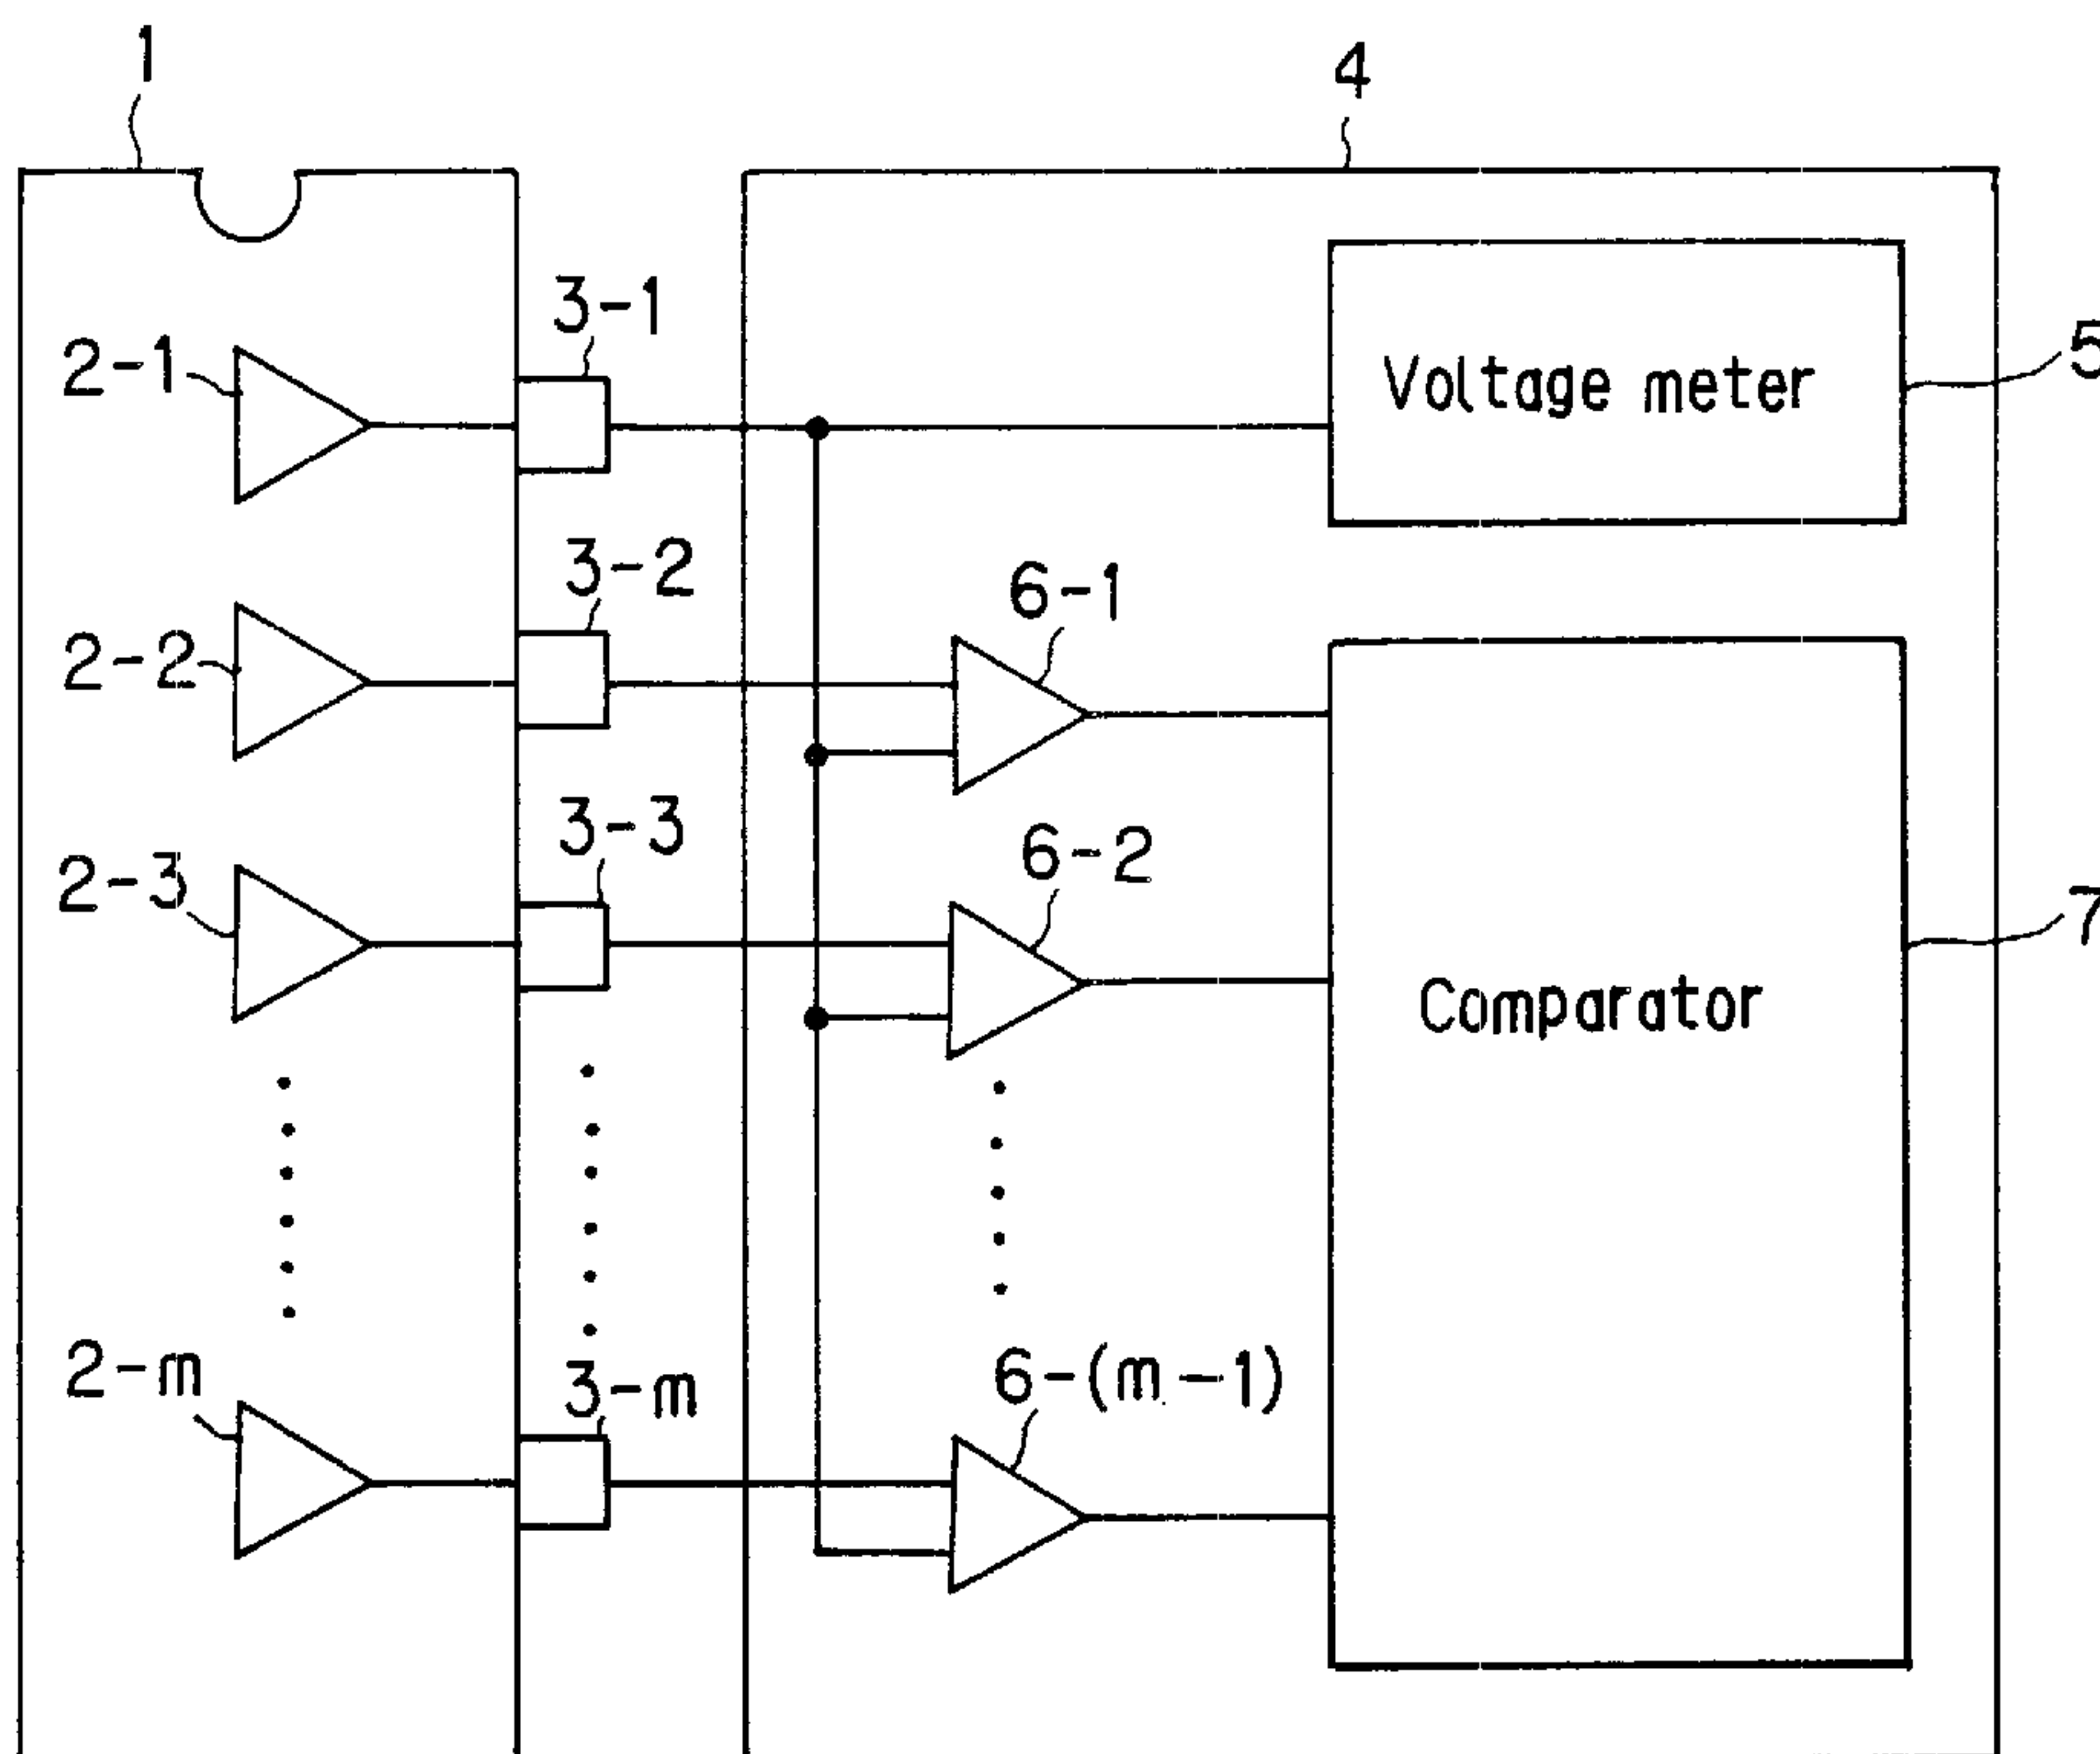 1
4
3-1
2-1
Voltage meter
5
3-2
6-1
2-2
3-3
6-2
2-3
7
Comparator
2-m
3-m
6-(m-1)